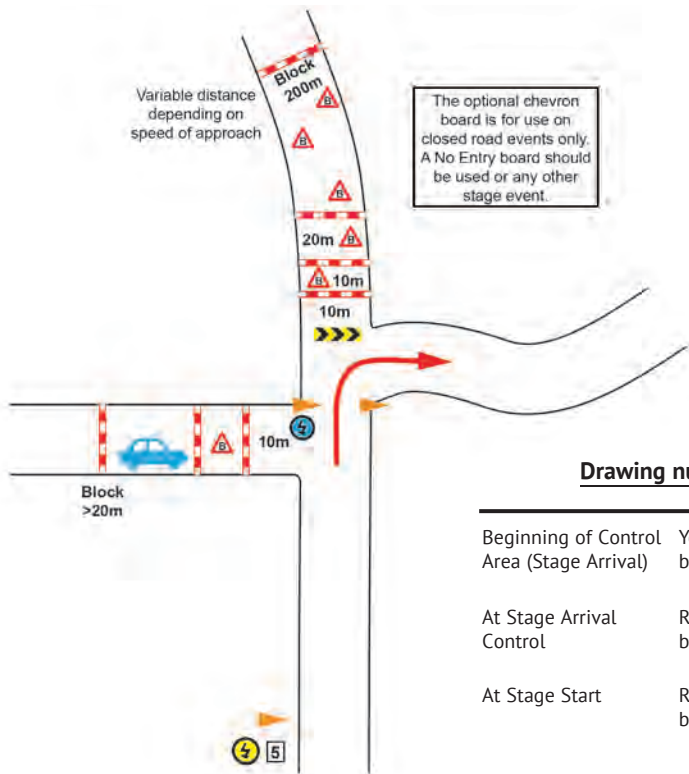 Block
200m
Variable distance
depending on
speed of approach
B
B
B
The optional chevron
board is for use on
closed road events only.
A No Entry board should
be used or any other
stage event.
20m B
B 10m
10m
B
10m
Block
>20m
5
Drawing nu
Beginning of Control
Area (Stage Arrival)
At Stage Arrival
Control
At Stage Start
Y
b
R
b
R
b